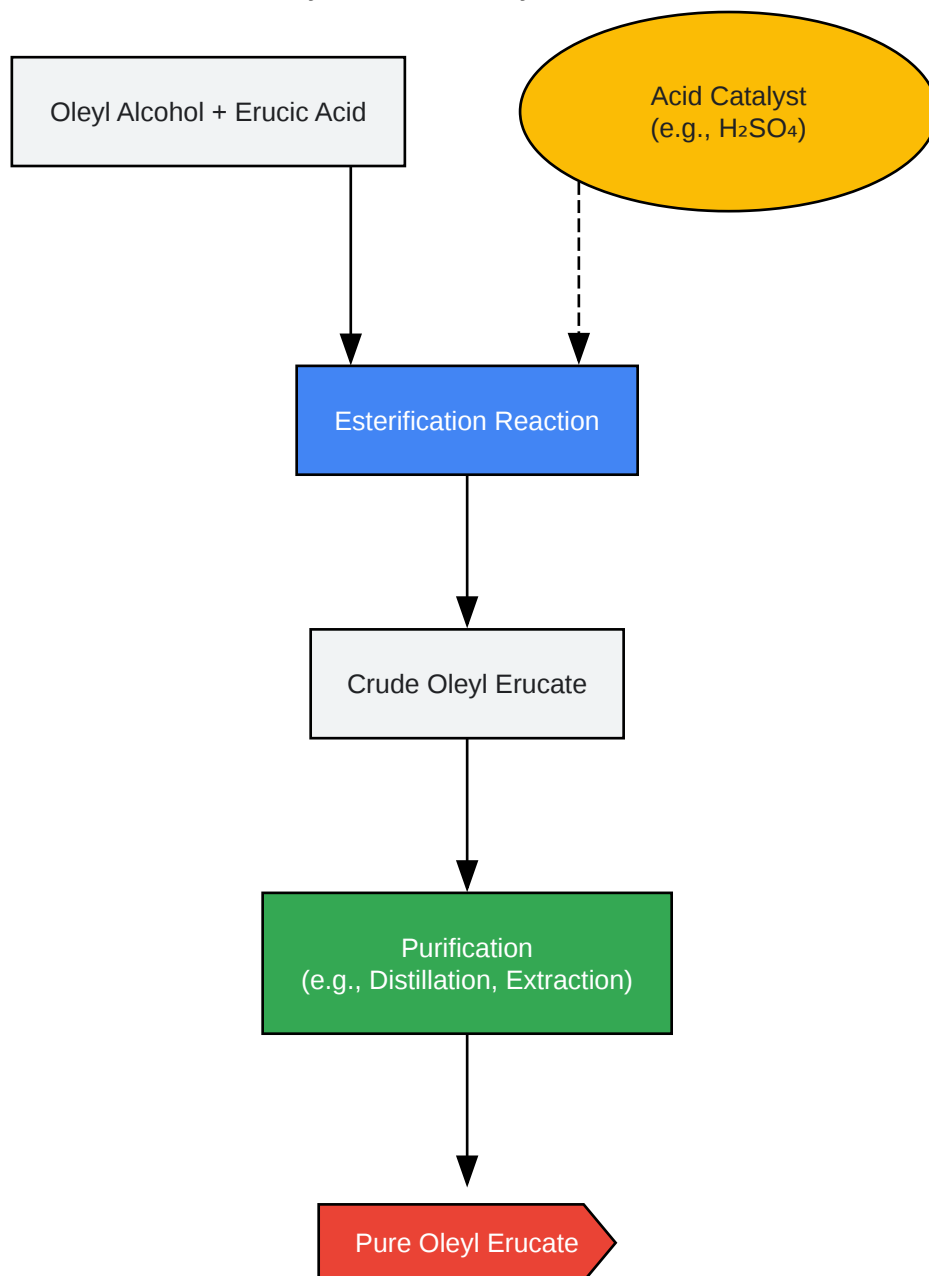 Oleyl Alcohol + Erucic Acid
Acid Catalyst
(e.g., H₂SO₄)
Esterification Reaction
Crude Oleyl Erucate
Purification
(e.g., Distillation, Extraction)
Pure Oleyl Erucate